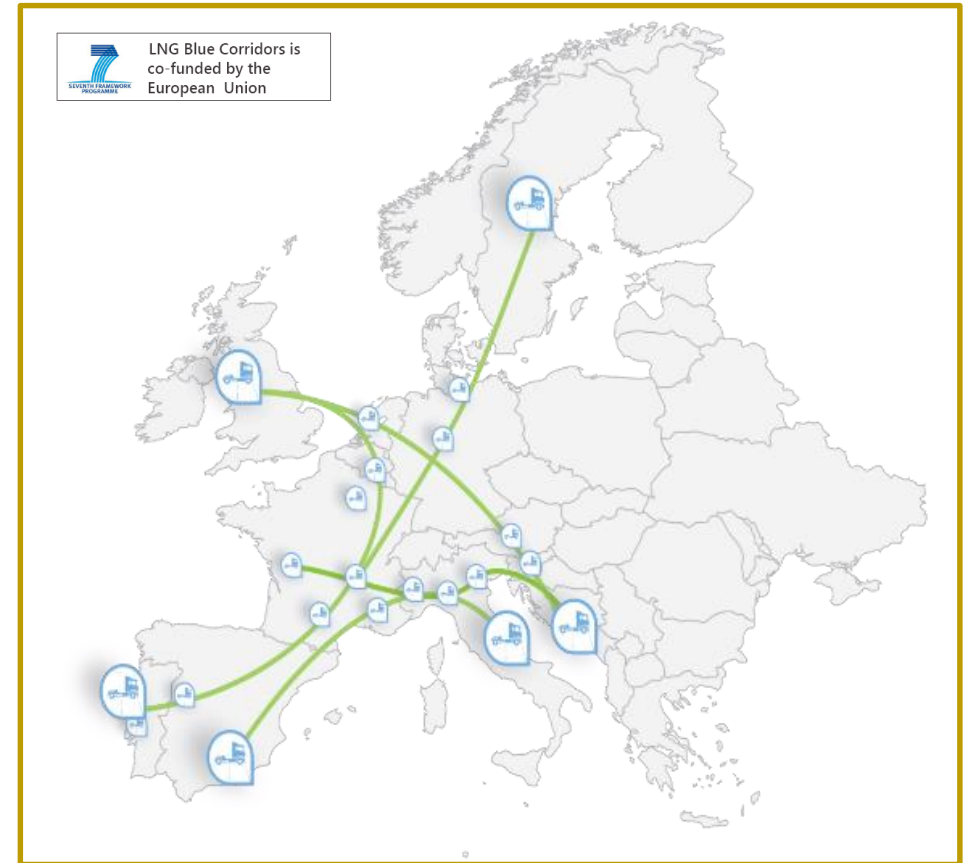 LNG Blue Corridors is
co-funded by the
European Union
SEVENTH FRAMEWORK
PROGRAMME